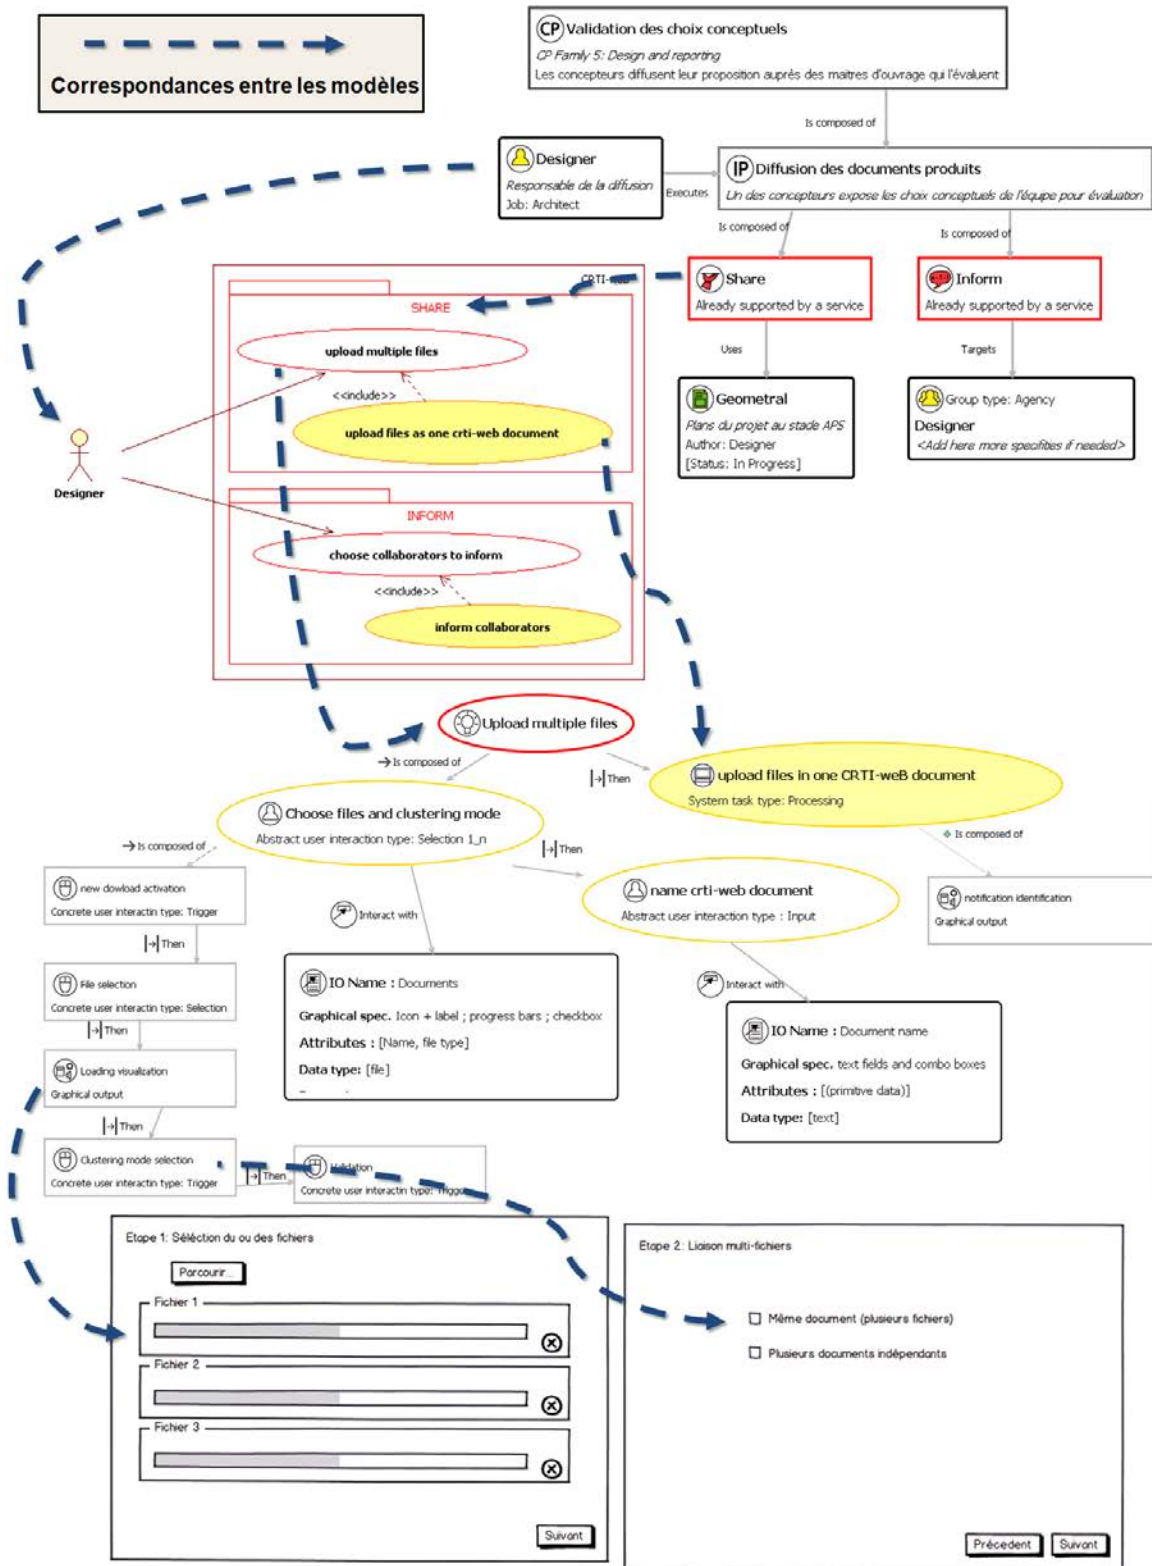 Correspondances entre les modèles
CP Validation des choix conceptuels
CP Family 5: Design and reporting
Les concepteurs diffusent leur proposition auprès des maitres d'ouvrage qui l'évaluent
Is composed of
Designer
Responsable de la diffusion
Job: Architect
Executes
IP Diffusion des documents produits
Un des concepteurs expose les choix conceptuels de l'équipe pour évaluation
Is composed of
Is composed of
Share
Already supported by a service
Inform
Already supported by a service
Uses
Targets
Geometral
Plans du projet au stade APS
Author: Designer
[Status: In Progress]
Group type: Agency
Designer
<Add here more specifities if needed>
SHARE
upload multiple files
<<include>>
upload files as one crti-web document
Designer
INFORM
choose collaborators to inform
<<include>>
inform collaborators
Upload multiple files
Is composed of
Then
upload files in one CRTI-weB document
System task type: Processing
Is composed of
Choose files and clustering mode
Abstract user interaction type: Selection 1_n
Is composed of
Then
new dowload activation
Concrete user interactin type: Trigger
Interact with
name crti-web document
Abstract user interaction type : Input
notification identification
Graphical output
Then
File selection
Concrete user interactin type: Selection
IO Name : Documents
Graphical spec. Icon + label ; progress bars ; checkbox
Attributes : [Name, file type]
Data type: [file]
Interact with
IO Name : Document name
Graphical spec. text fields and combo boxes
Attributes : [(primitive data)]
Data type: [text]
Then
Loading visualization
Graphical output
Then
Clustering mode selection
Concrete user interactin type: Trigger
Then
Validation
Concrete user interactin type: Trigger
Etape 1: Séléction du ou des fichiers
Parcourir...
Fichier 1
Fichier 2
Fichier 3
Suivant
Etape 2: Liaison multi-fichiers
Même document (plusieurs fichiers)
Plusieurs documents indépendants
Précedent
Suivant